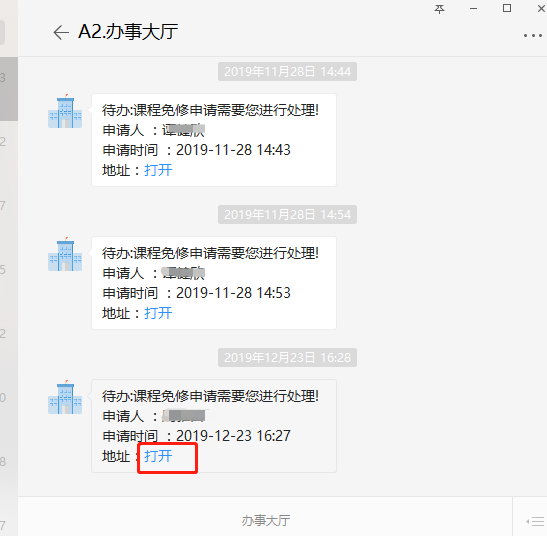 A2.办事大厅
2019年11月28日 14:44
待办:课程免修申请需要您进行处理!
申请人 ：
申请时间 ：2019-11-28 14:43
地址：打开
2019年11月28日 14:54
待办:课程免修申请需要您进行处理!
申请人 ：
申请时间 ：2019-11-28 14:53
地址：打开
2019年12月23日 16:28
待办:课程免修申请需要您进行处理!
申请人 ：
申请时间 ：2019-12-23 16:27
地址：打开
办事大厅